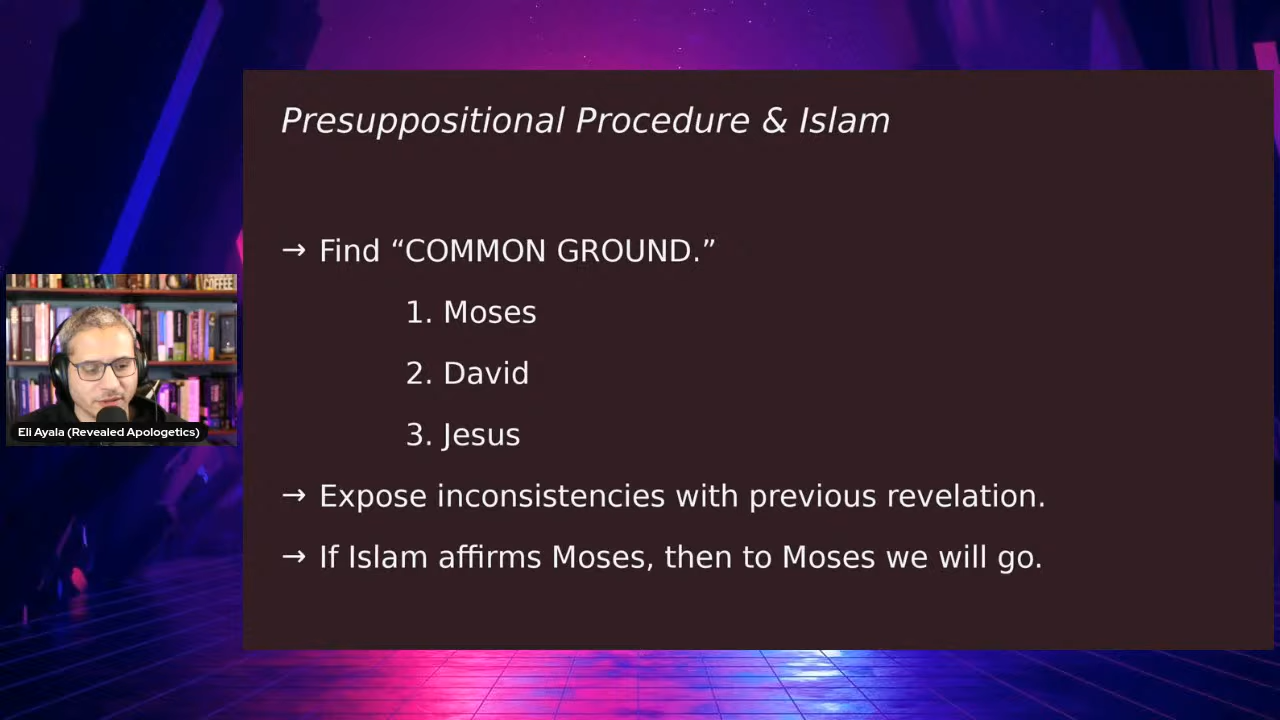 Presuppositional Procedure & Islam
→ Find “COMMON GROUND.”
1. Moses
2. David
3. Jesus
→ Expose inconsistencies with previous revelation.
→ If Islam affirms Moses, then to Moses we will go.
COFFEE
Eli Ayala (Revealed Apologetics)